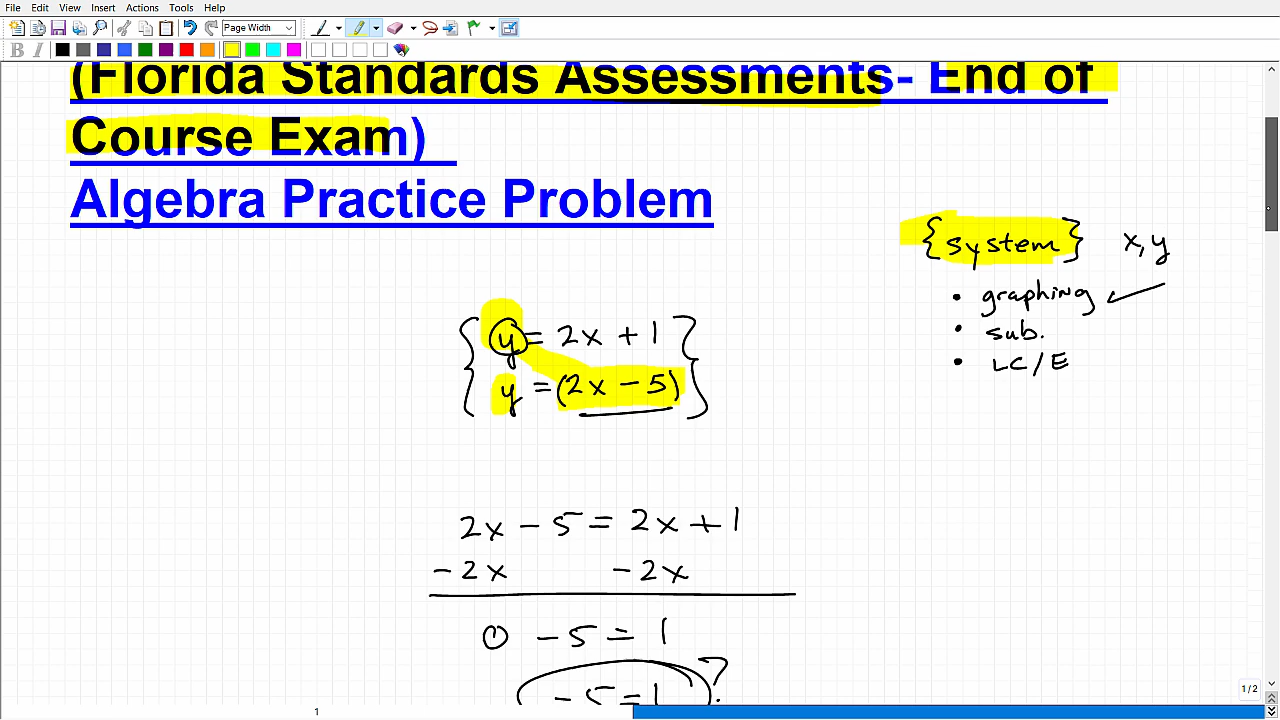 File Edit View Insert Actions Tools Help
Page Width
B I
(Florida Standards Assessments- End of
Course Exam)
Algebra Practice Problem
{system} x, y
• graphing
• sub.
• LC/E
{ y = 2x + 1 }
{ y = (2x - 5) }
2x - 5 = 2x + 1
- 2x - 2x
0 - 5 = 1
- 5 = 1 ?
1/2
1